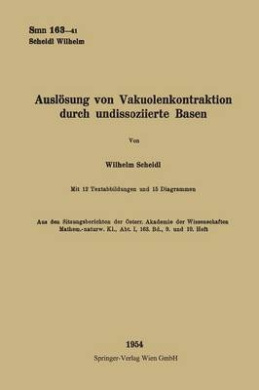 Smn 163-41
Scheidl Wilhelm
Auslösung von Vakuolenkontraktion
durch undissoziierte Basen
Von
Wilhelm Scheidl
Mit 12 Textabbildungen und 15 Diagrammen
Aus den Sitzungsberichten der Österr. Akademie der Wissenschaften
Mathem.-naturw. Kl., Abt. I, 163. Bd., 9. und 10. Heft
1954
Springer-Verlag Wien GmbH